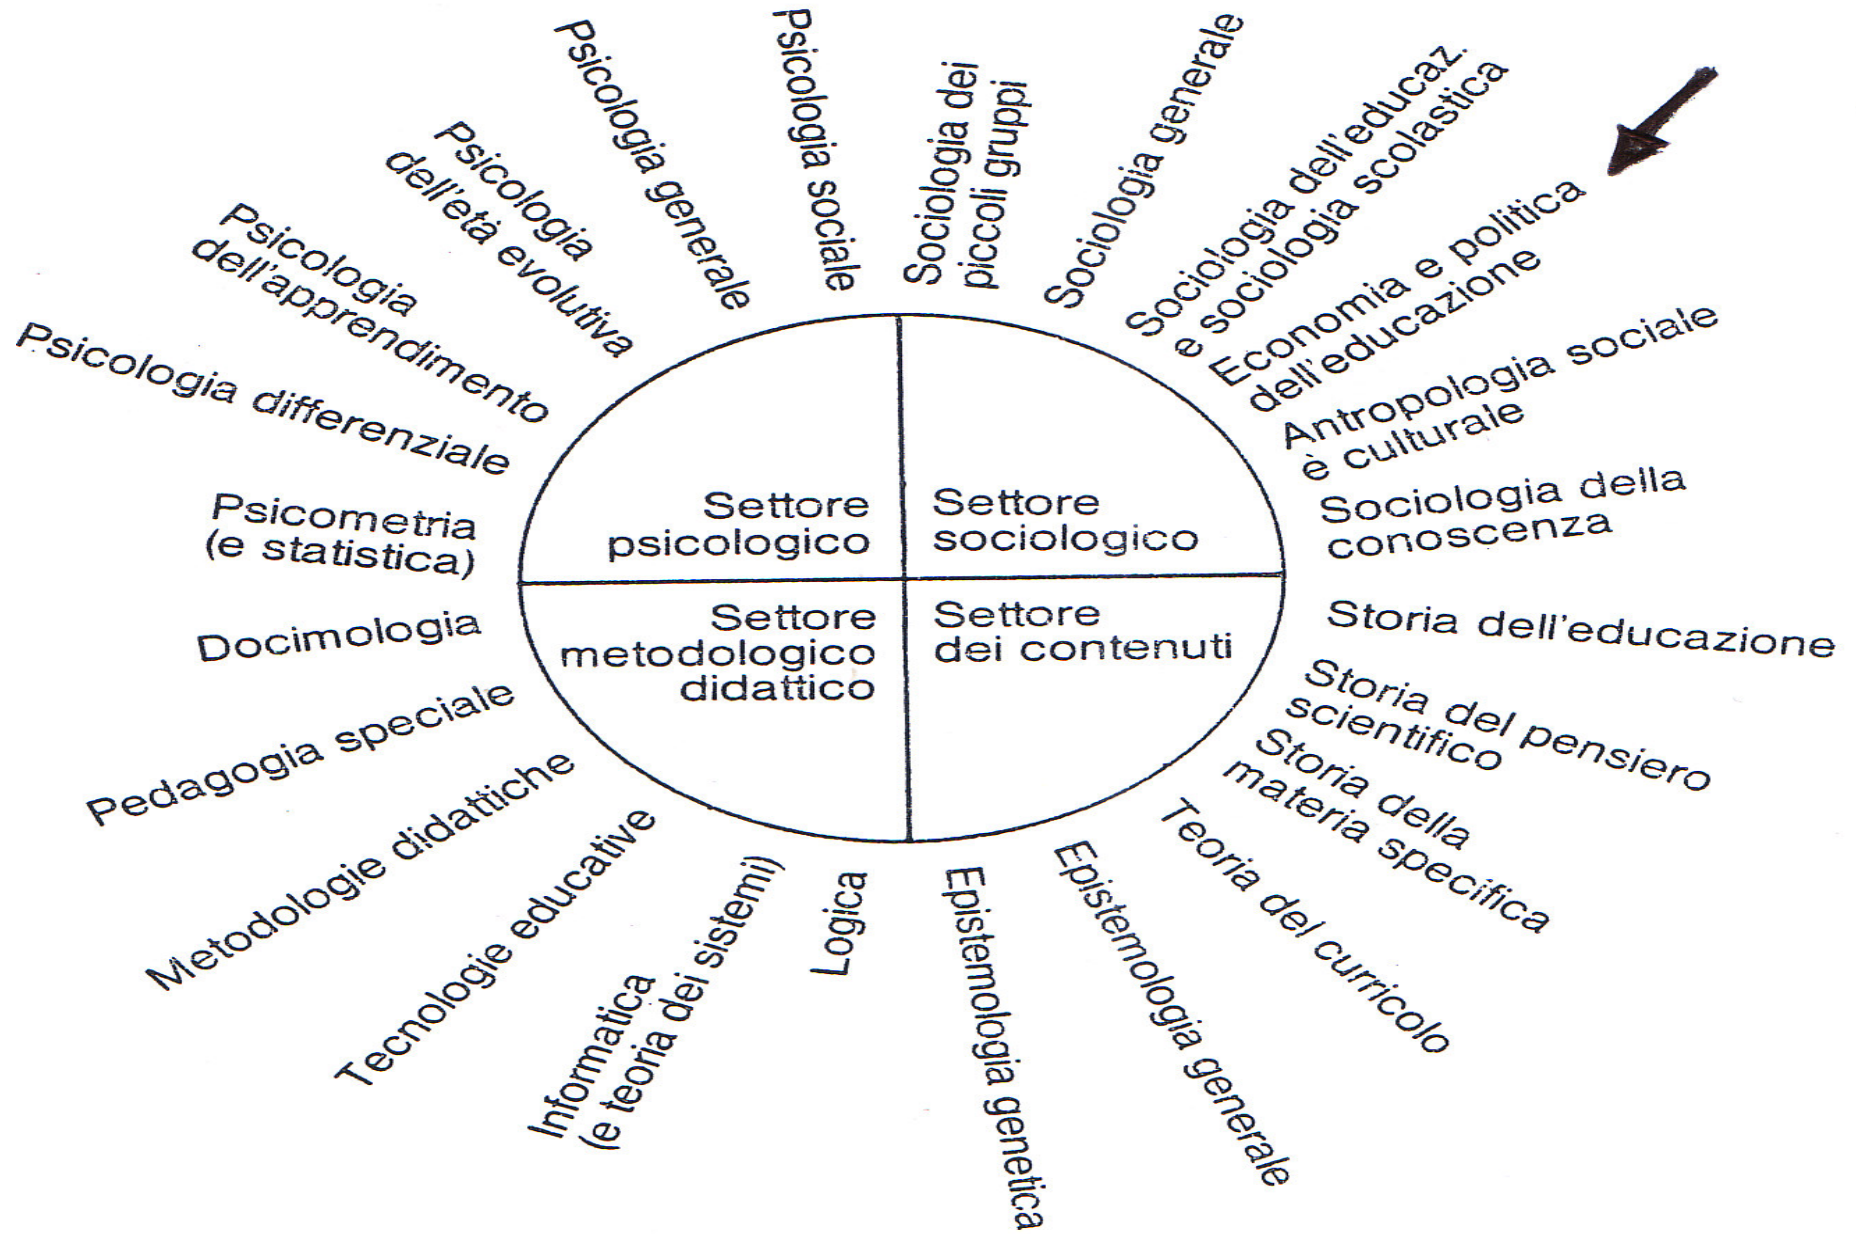 Psicologia sociale
Sociologia dei
piccoli gruppi
Sociologia generale
Sociologia dell'educaz.
e sociologia scolastica
Economia e politica
dell'educazione
Antropologia sociale
è culturale
Sociologia della
conoscenza
Storia dell'educazione
Storia del pensiero
scientifico
Storia della
materia specifica
Teoria del curricolo
Epistemologia generale
Epistemologia genetica
Logica
Informatica
(e teoria dei sistemi)
Tecnologie educative
Metodologie didattiche
Pedagogia speciale
Docimologia
Psicometria
(e statistica)
Psicologia differenziale
Psicologia
dell'apprendimento
Psicologia
dell'età evolutiva
Psicologia generale
Settore
psicologico
Settore
sociologico
Settore
metodologico
didattico
Settore
dei contenuti